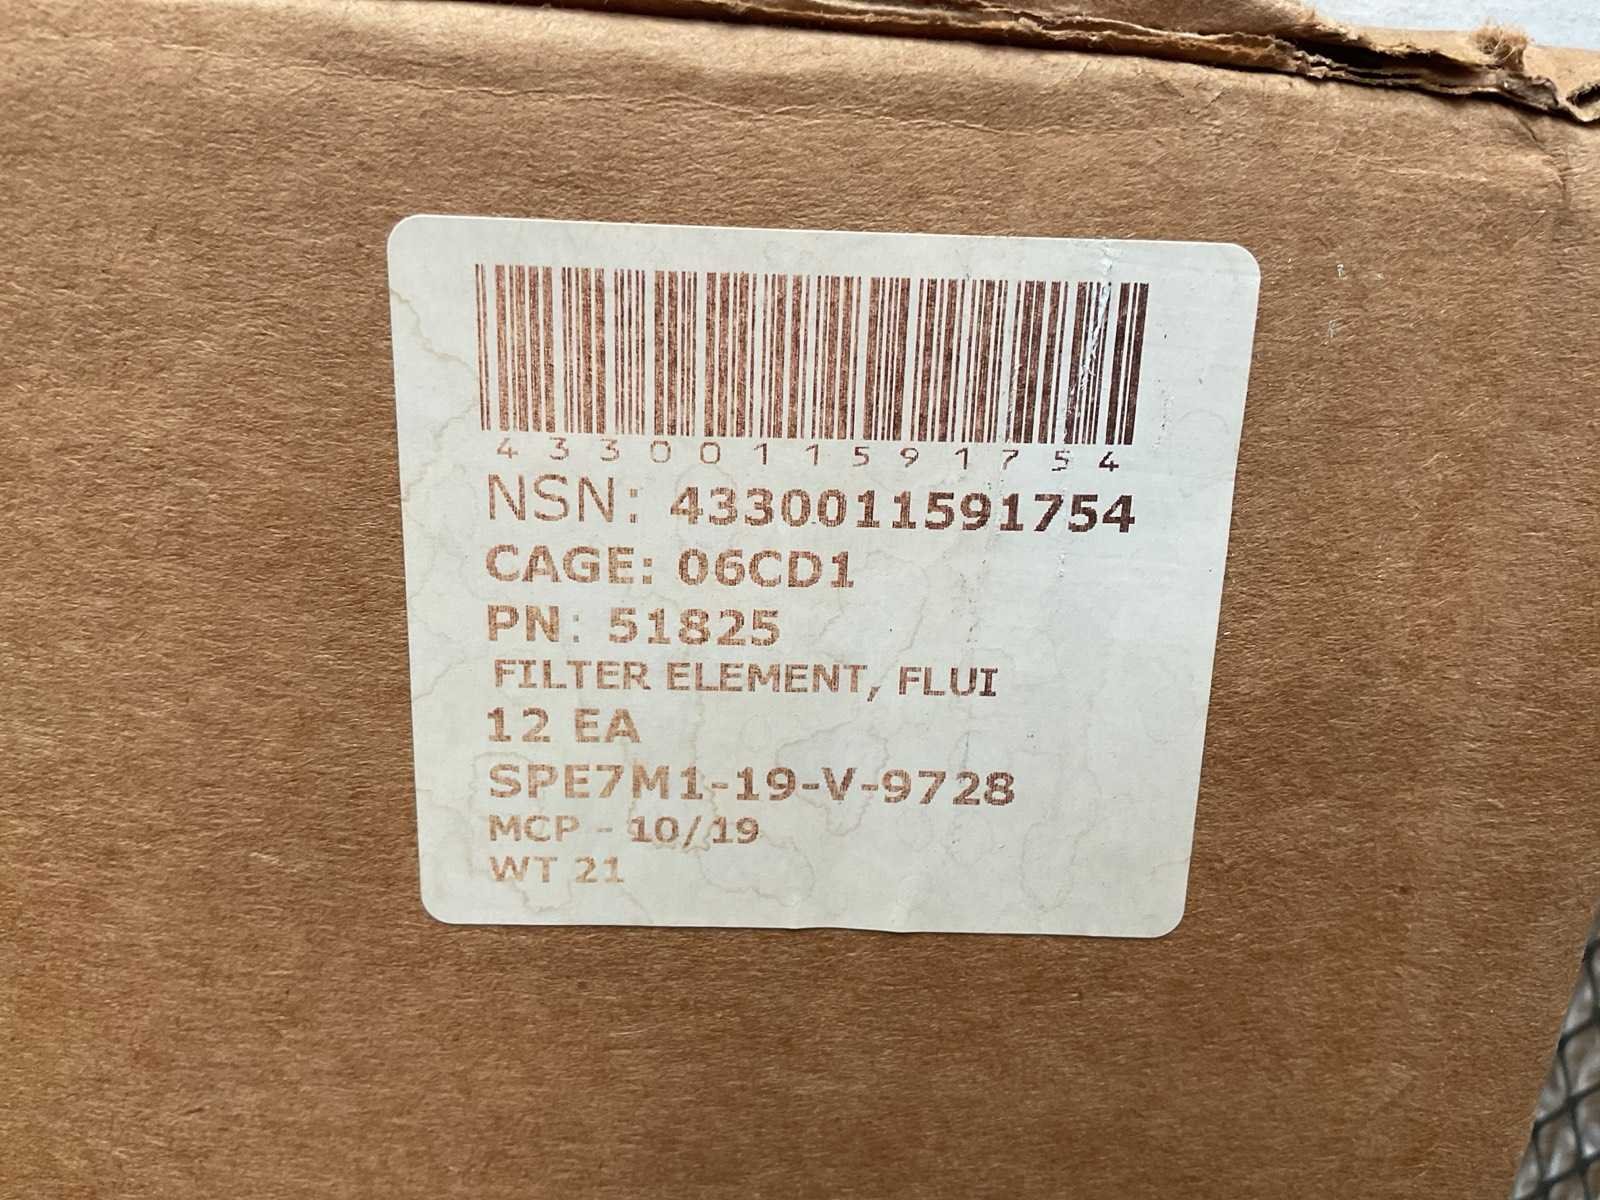 4330011591754
NSN: 4330011591754
CAGE: 06CD1
PN: 51825
FILTER ELEMENT, FLUI
12 EA
SPE7M1-19-V-9728
MCP - 10/19
WT 21